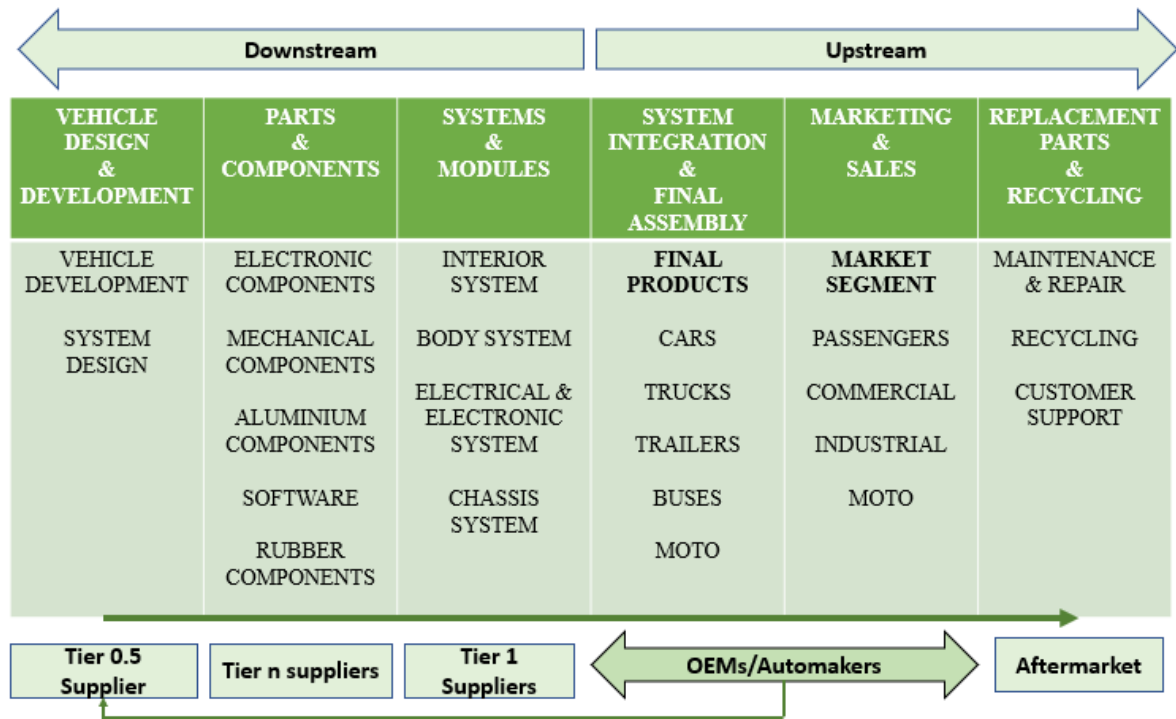 Downstream
Upstream
VEHICLE
DESIGN
&
DEVELOPMENT
PARTS
&
COMPONENTS
SYSTEMS
&
MODULES
SYSTEM
INTEGRATION
&
FINAL
ASSEMBLY
MARKETING
&
SALES
REPLACEMENT
PARTS
&
RECYCLING
VEHICLE
DEVELOPMENT
SYSTEM
DESIGN
ELECTRONIC
COMPONENTS
MECHANICAL
COMPONENTS
ALUMINIUM
COMPONENTS
SOFTWARE
RUBBER
COMPONENTS
INTERIOR
SYSTEM
BODY SYSTEM
ELECTRICAL &
ELECTRONIC
SYSTEM
CHASSIS
SYSTEM
FINAL
PRODUCTS
CARS
TRUCKS
TRAILERS
BUSES
MOTO
MARKET
SEGMENT
PASSENGERS
COMMERCIAL
INDUSTRIAL
MOTO
MAINTENANCE
& REPAIR
RECYCLING
CUSTOMER
SUPPORT
Tier 0.5
Supplier
Tier n suppliers
Tier 1
Suppliers
OEMs/Automakers
Aftermarket